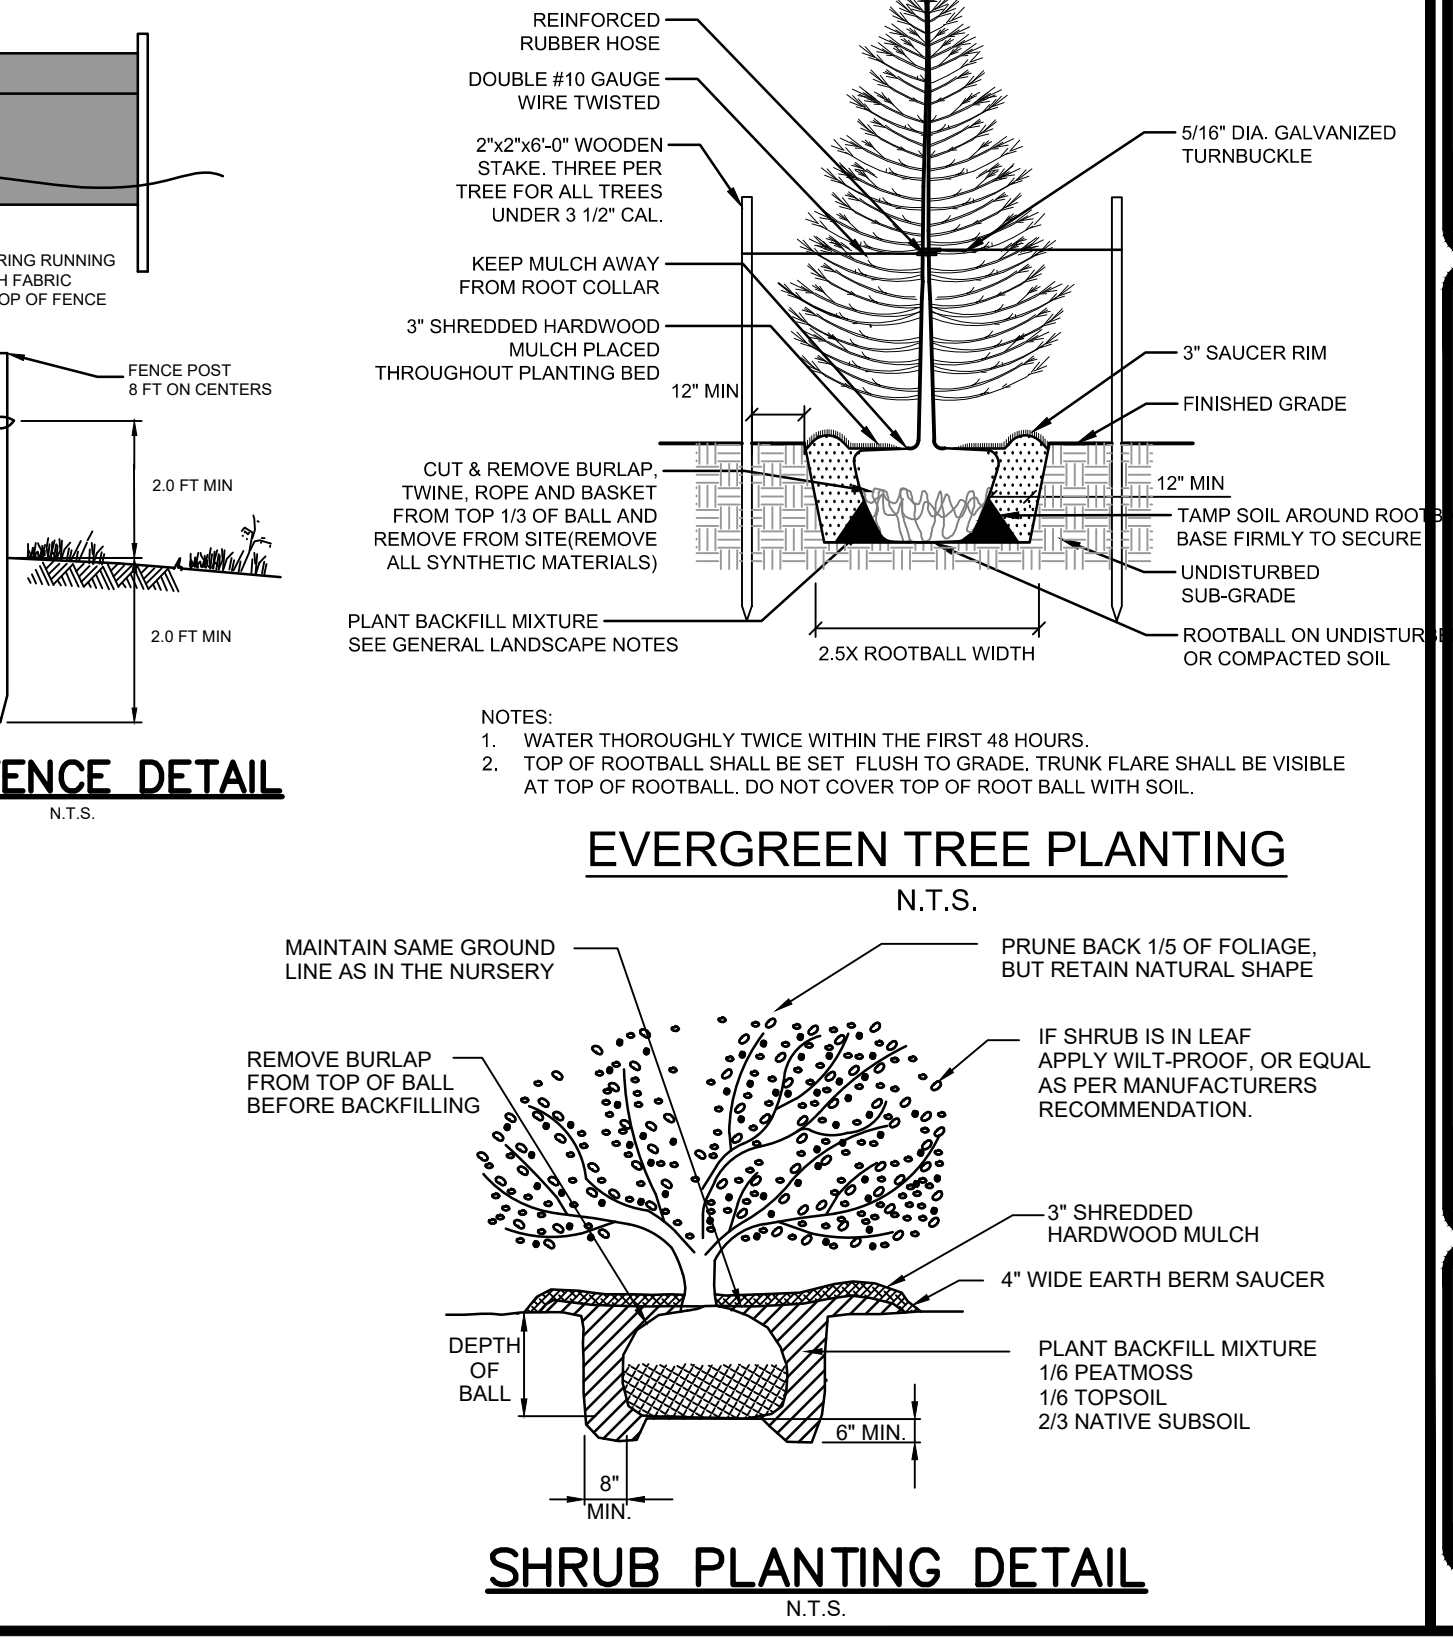 REINFORCED
RUBBER HOSE
DOUBLE #10 GAUGE
WIRE TWISTED
2"x2"x6'-0" WOODEN
STAKE. THREE PER
TREE FOR ALL TREES
UNDER 3 1/2" CAL.
KEEP MULCH AWAY
FROM ROOT COLLAR
3" SHREDDED HARDWOOD
MULCH PLACED
THROUGHOUT PLANTING BED
12" MIN
CUT & REMOVE BURLAP,
TWINE, ROPE AND BASKET
FROM TOP 1/3 OF BALL AND
REMOVE FROM SITE(REMOVE
ALL SYNTHETIC MATERIALS)
PLANT BACKFILL MIXTURE
SEE GENERAL LANDSCAPE NOTES
5/16" DIA. GALVANIZED
TURNBUCKLE
3" SAUCER RIM
FINISHED GRADE
12" MIN
TAMP SOIL AROUND ROOTB
BASE FIRMLY TO SECURE
UNDISTURBED
SUB-GRADE
ROOTBALL ON UNDISTURBE
OR COMPACTED SOIL
2.5X ROOTBALL WIDTH
NOTES:
1. WATER THOROUGHLY TWICE WITHIN THE FIRST 48 HOURS.
2. TOP OF ROOTBALL SHALL BE SET FLUSH TO GRADE. TRUNK FLARE SHALL BE VISIBLE
AT TOP OF ROOTBALL. DO NOT COVER TOP OF ROOT BALL WITH SOIL.
EVERGREEN TREE PLANTING
N.T.S.
RING RUNNING
H FABRIC
OP OF FENCE
FENCE POST
8 FT ON CENTERS
2.0 FT MIN
2.0 FT MIN
ENCE DETAIL
N.T.S.
MAINTAIN SAME GROUND
LINE AS IN THE NURSERY
REMOVE BURLAP
FROM TOP OF BALL
BEFORE BACKFILLING
PRUNE BACK 1/5 OF FOLIAGE,
BUT RETAIN NATURAL SHAPE
IF SHRUB IS IN LEAF
APPLY WILT-PROOF, OR EQUAL
AS PER MANUFACTURERS
RECOMMENDATION.
3" SHREDDED
HARDWOOD MULCH
4" WIDE EARTH BERM SAUCER
DEPTH
OF
BALL
PLANT BACKFILL MIXTURE
1/6 PEATMOSS
1/6 TOPSOIL
2/3 NATIVE SUBSOIL
6" MIN.
8"
MIN.
SHRUB PLANTING DETAIL
N.T.S.